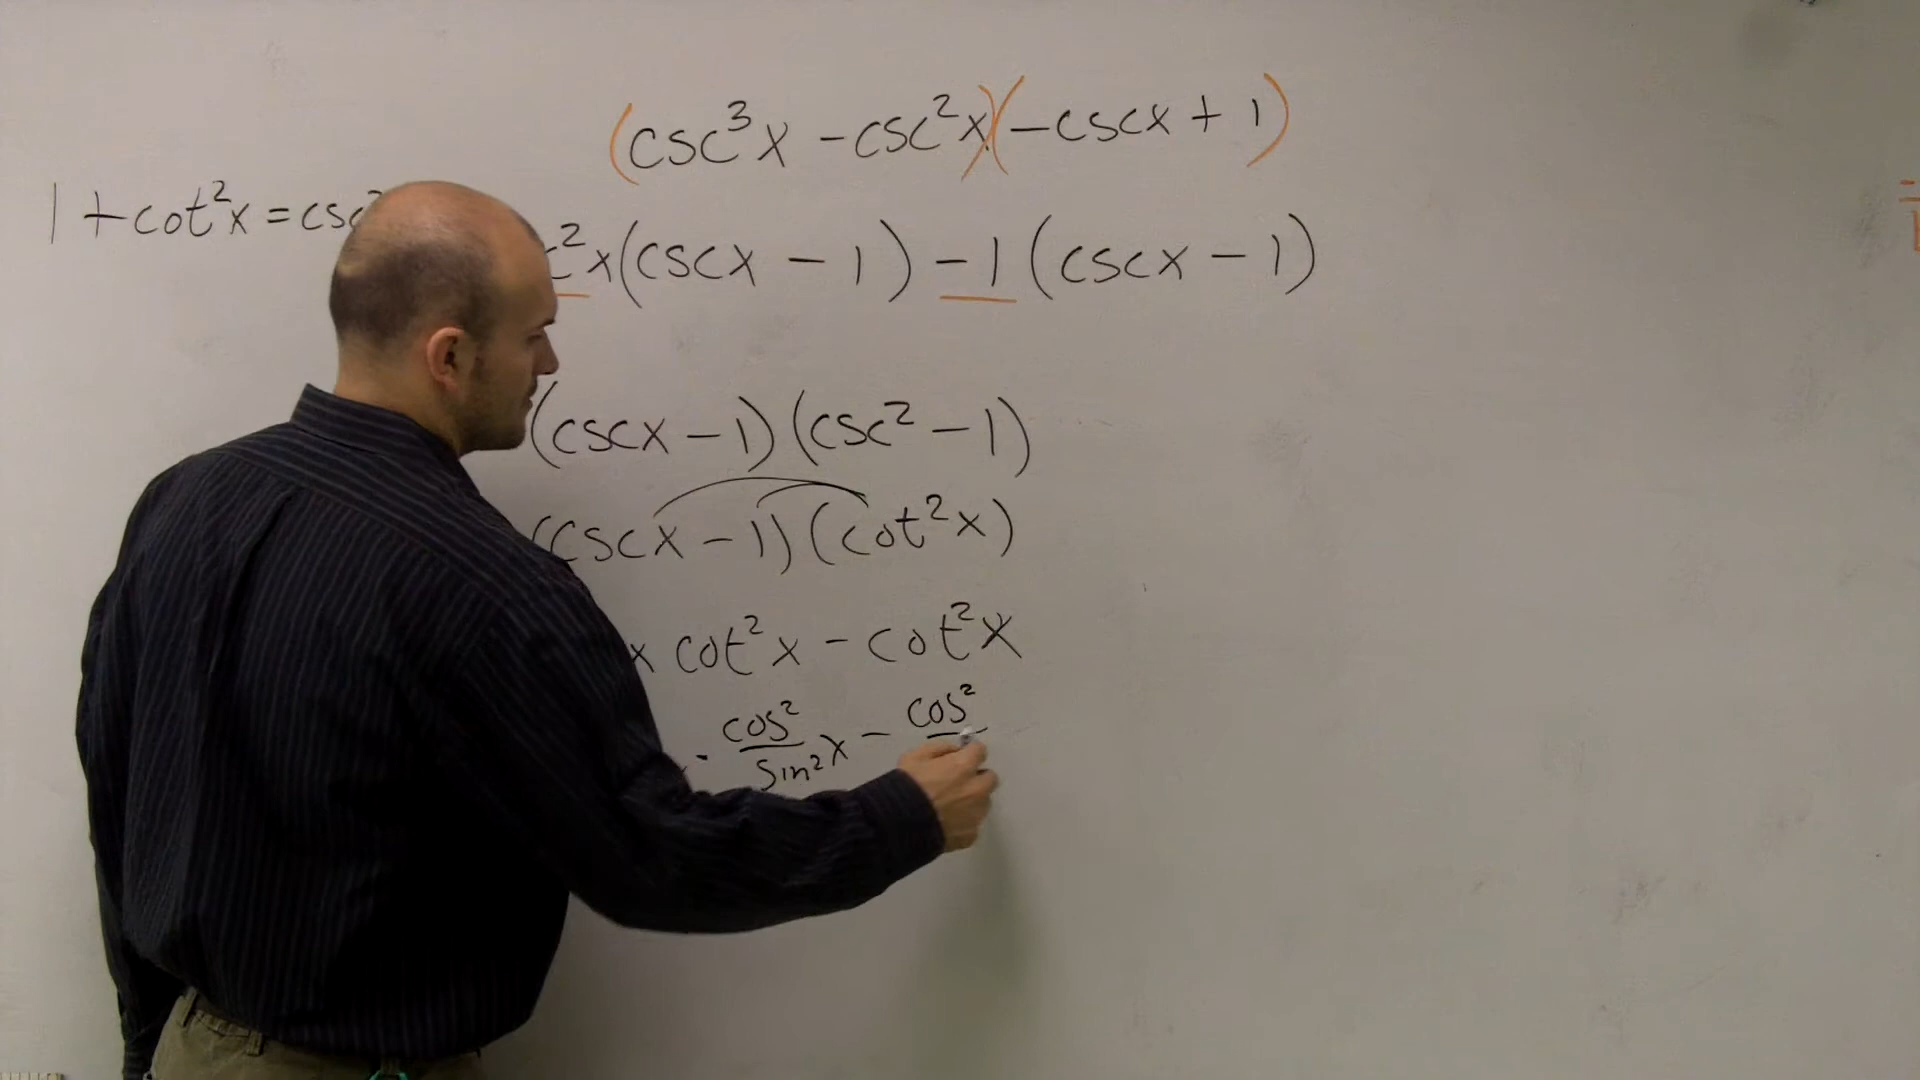 (csc³x - csc²x)(-cscx + 1)
1 + cot²x = csc²
²x(cscx - 1) -1 (cscx - 1)
(cscx - 1) (csc² - 1)
(cscx - 1) (cot²x)
x cot²x - cot²x
· cos²/sin²x - cos²